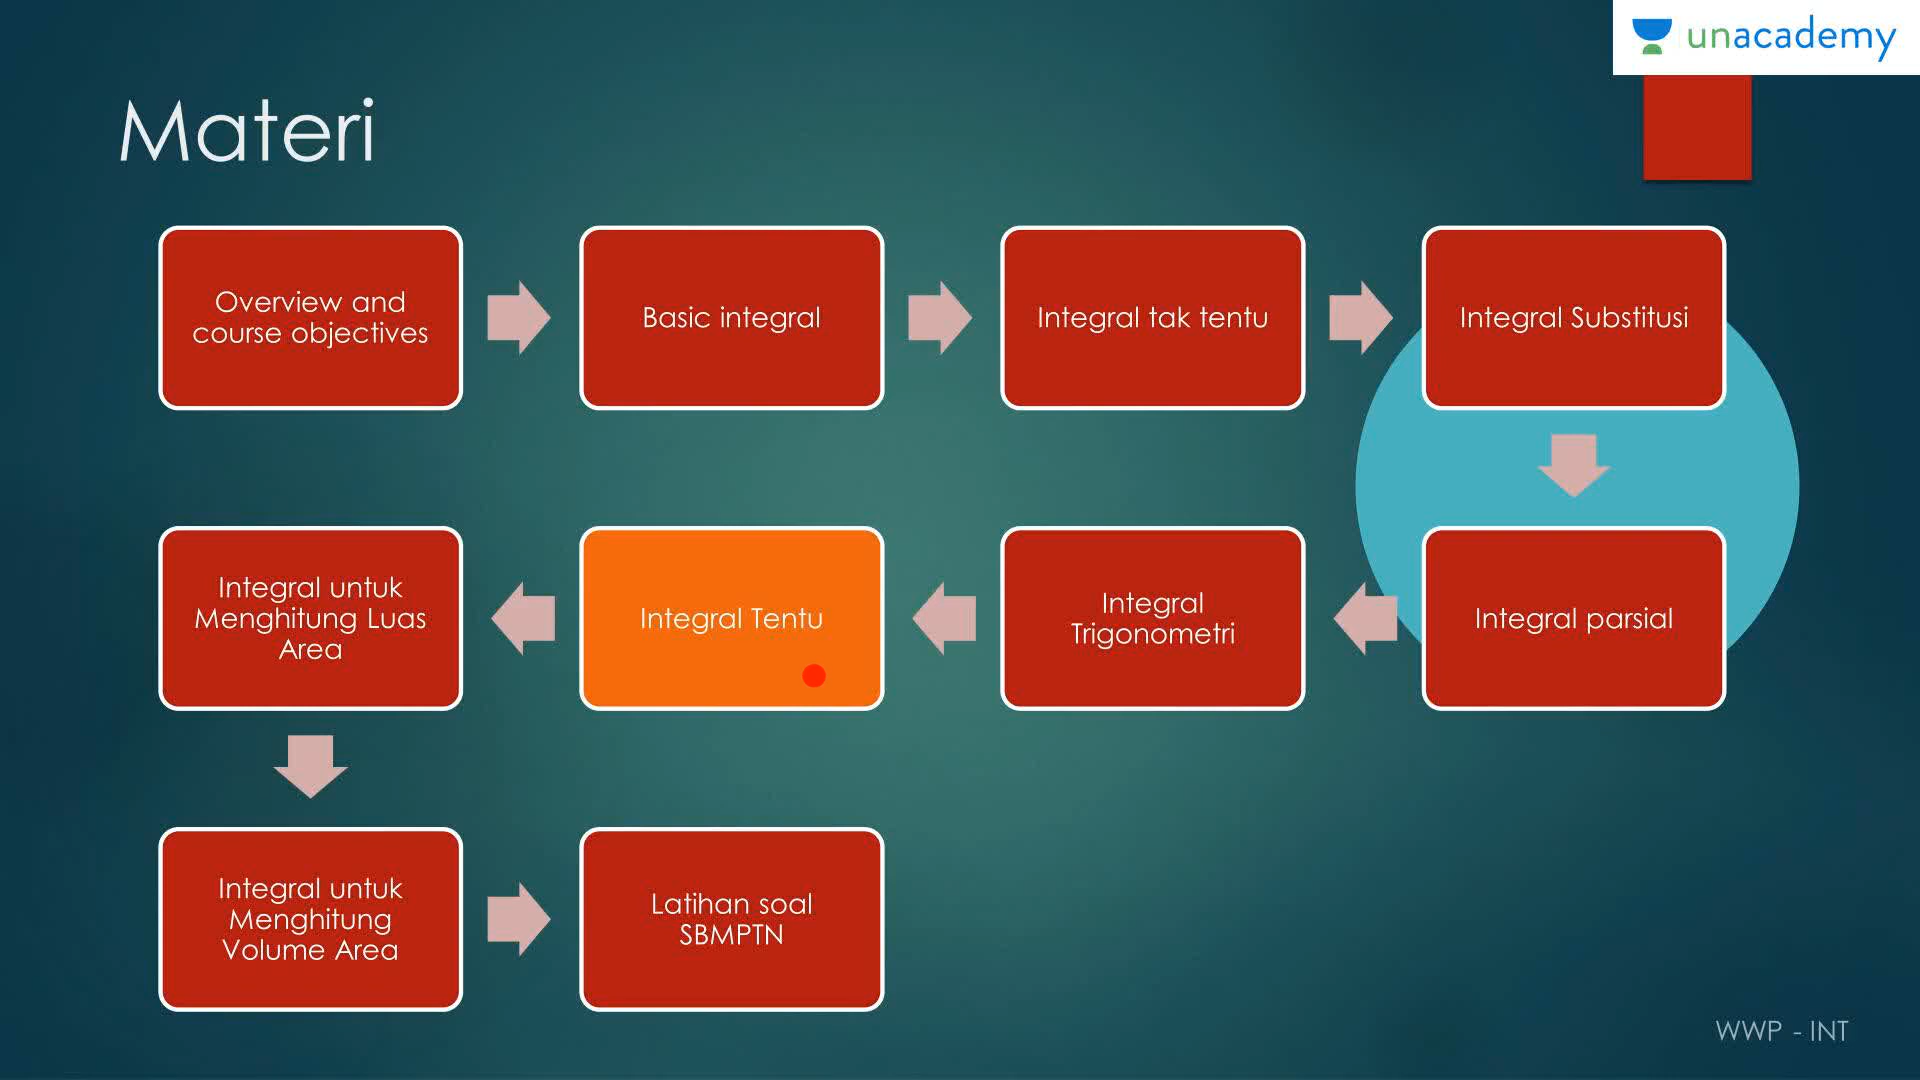 unacademy
Materi
Overview and
course objectives
Basic integral
Integral tak tentu
Integral Substitusi
Integral parsial
Integral
Trigonometri
Integral Tentu
Integral untuk
Menghitung Luas
Area
Integral untuk
Menghitung
Volume Area
Latihan soal
SBMPTN
WWP - INT